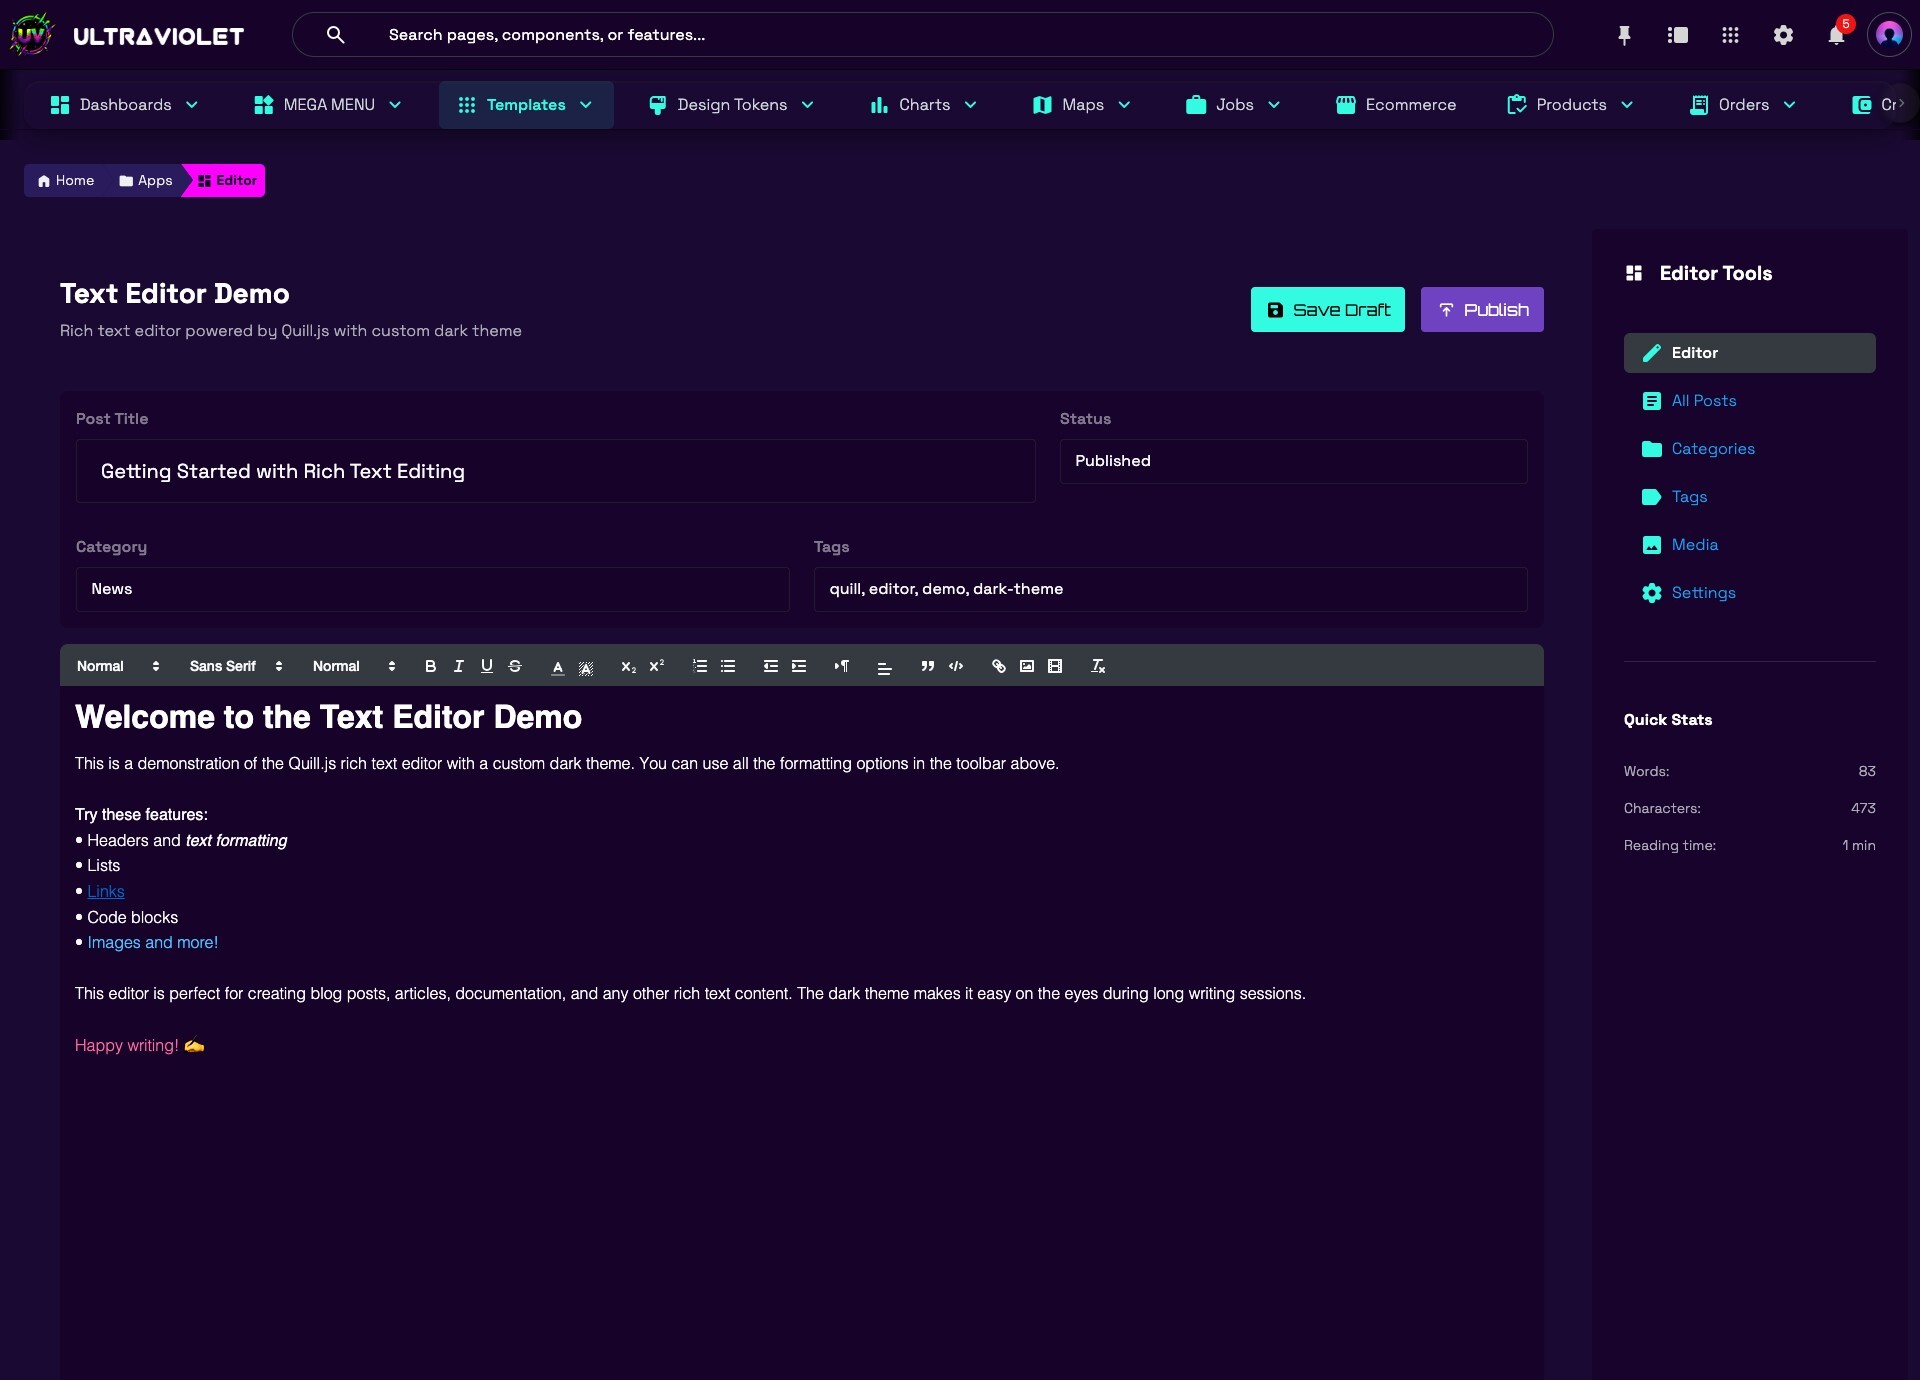 UV ULTRAVIOLET Search pages, components, or features... 5
Dashboards MEGA MENU Templates Design Tokens Charts Maps Jobs Ecommerce Products Orders
Home Apps Editor
Text Editor Demo
Rich text editor powered by Quill.js with custom dark theme
Save Draft Publish
Post Title
Getting Started with Rich Text Editing
Status
Published
Category
News
Tags
quill, editor, demo, dark-theme
Normal Sans Serif Normal
Welcome to the Text Editor Demo
This is a demonstration of the Quill.js rich text editor with a custom dark theme. You can use all the formatting options in the toolbar above.
Try these features:
• Headers and text formatting
• Lists
• Links
• Code blocks
• Images and more!
This editor is perfect for creating blog posts, articles, documentation, and any other rich text content. The dark theme makes it easy on the eyes during long writing sessions.
Happy writing! ✍️
Editor Tools
Editor
All Posts
Categories
Tags
Media
Settings
Quick Stats
Words: 83
Characters: 473
Reading time: 1 min